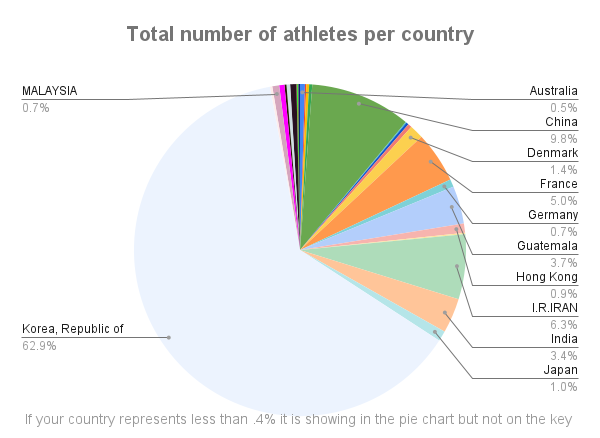 Total number of athletes per country
MALAYSIA
0.7%
Korea, Republic of
62.9%
Australia
0.5%
China
9.8%
Denmark
1.4%
France
5.0%
Germany
0.7%
Guatemala
3.7%
Hong Kong
0.9%
I.R.IRAN
6.3%
India
3.4%
Japan
1.0%
If your country represents less than .4% it is showing in the pie chart but not on the key